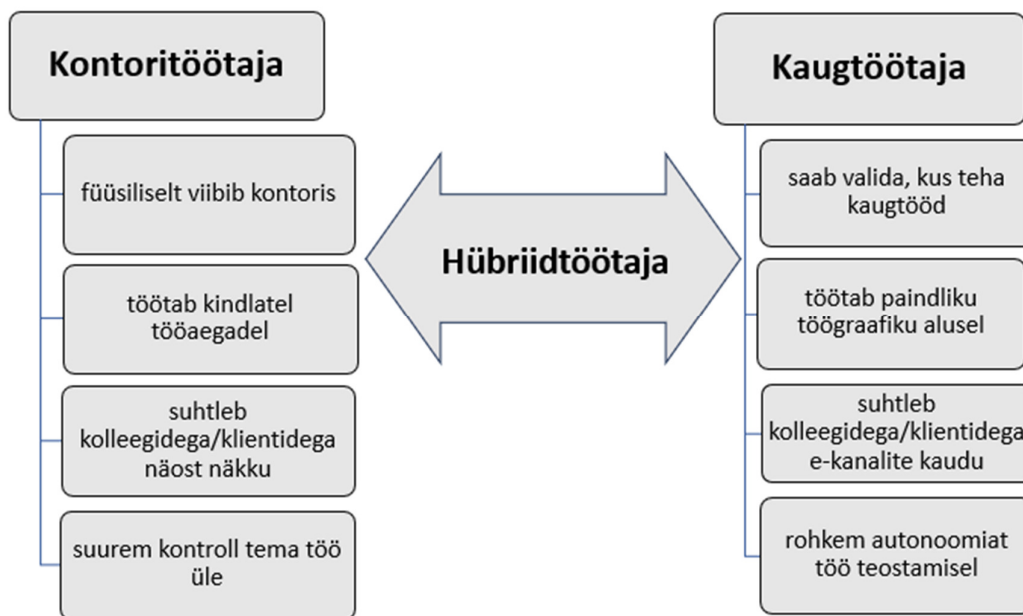 Kontoritöötaja
füüsiliselt viibib kontoris
töötab kindlatel
tööaegadel
suhtleb
kolleegidega/klientidega
näost näkku
suurem kontroll tema töö
üle
Hübriidtöötaja
Kaugtöötaja
saab valida, kus teha
kaugtööd
töötab paindliku
töögraafiku alusel
suhtleb
kolleegidega/klientidega
e-kanalite kaudu
rohkem autonoomiat
töö teostamisel